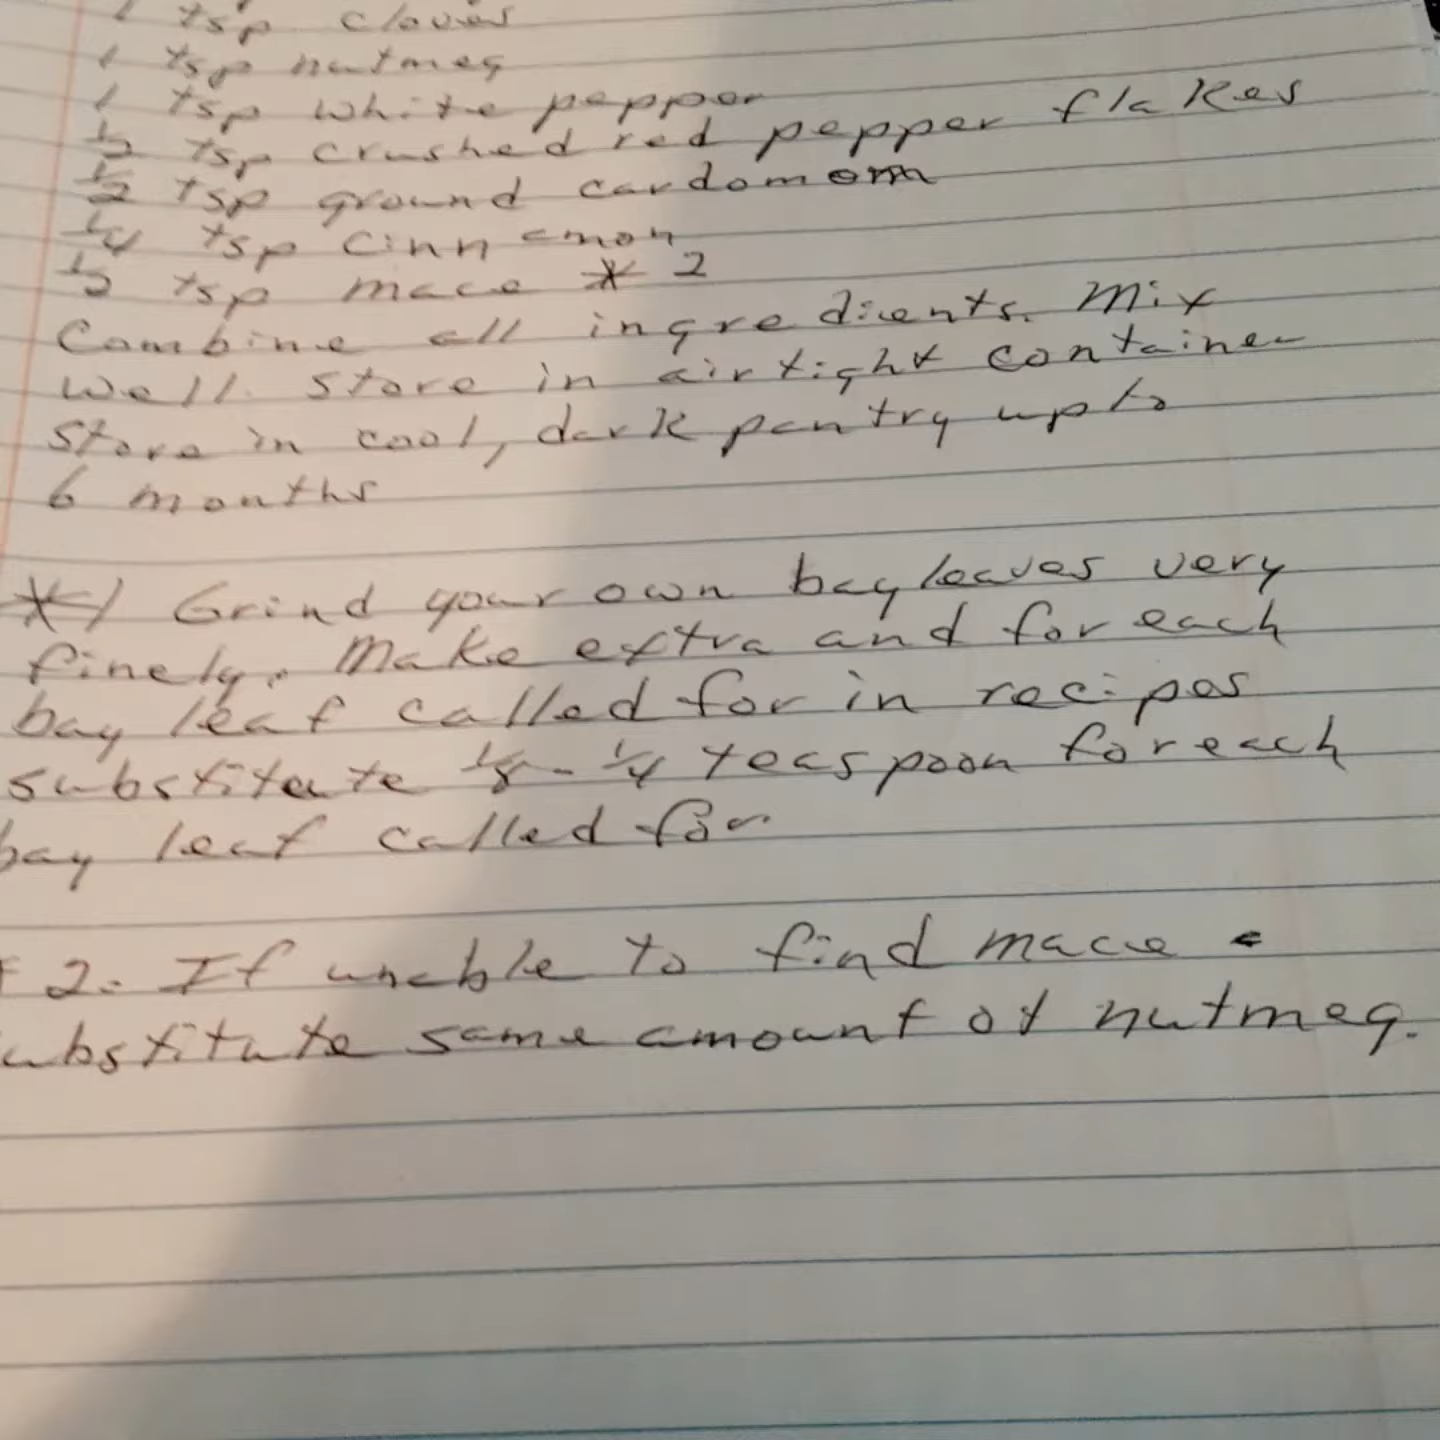 1 tsp cloves
1 tsp nutmeg
1 tsp white pepper
1/2 tsp crushed red pepper flakes
1/2 tsp ground cardomom
1/4 tsp cinnamon
1/2 tsp mace * 2
Combine all ingredients. Mix
well. Store in airtight container
Store in cool, dark pantry up to
6 months
*1 Grind your own bay leaves very
finely. Make extra and for each
bay leaf called for in recipes
substitute 1/8 - 1/4 teaspoon for each
bay leaf called for
2. If unable to find mace -
substitute same amount of nutmeg.